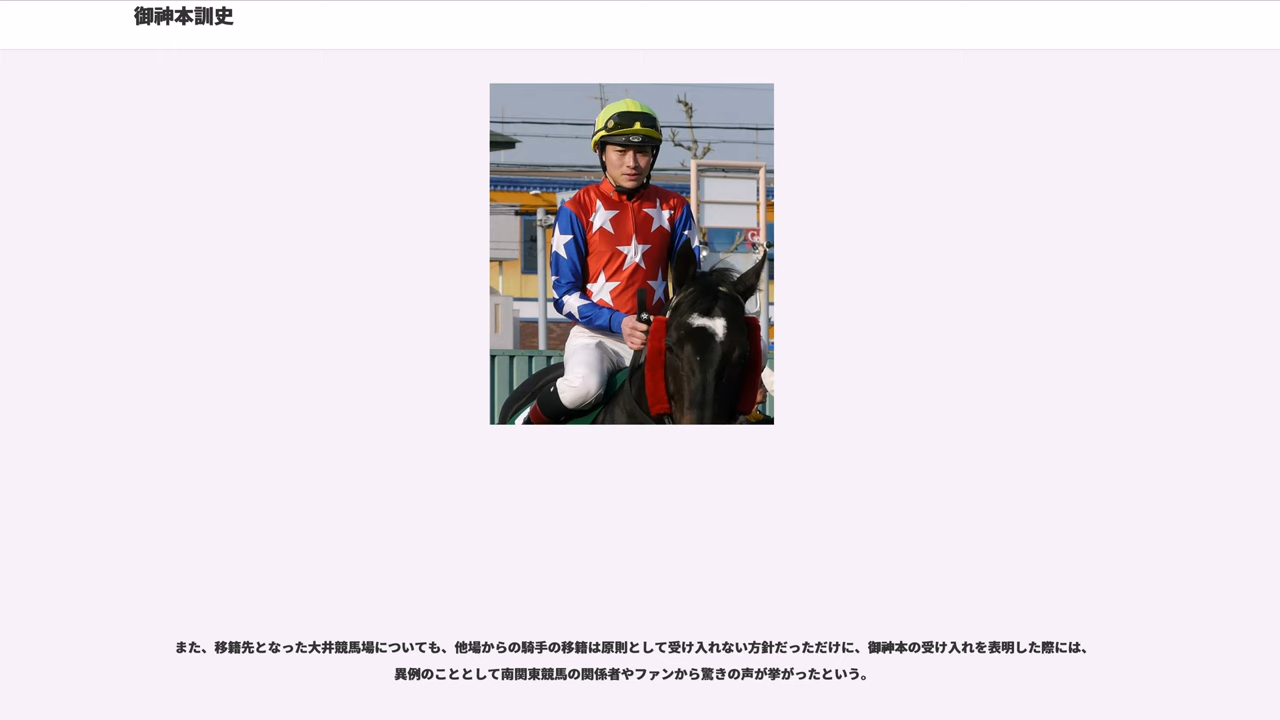 御神本訓史
また、移籍先となった大井競馬場についても、他場からの騎手の移籍は原則として受け入れない方針だっただけに、御神本の受け入れを表明した際には、
異例のこととして南関東競馬の関係者やファンから驚きの声が挙がったという。